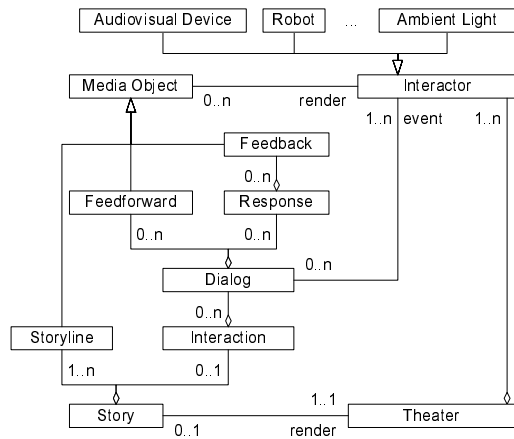 Audiovisual Device
Robot
...
Ambient Light
Media Object
Interactor
0..n
render
1..n
event
1..n
Feedback
0..n
Feedforward
Response
0..n
0..n
0..n
Dialog
0..n
Storyline
Interaction
1..n
0..1
1..1
Story
Theater
0..1
render